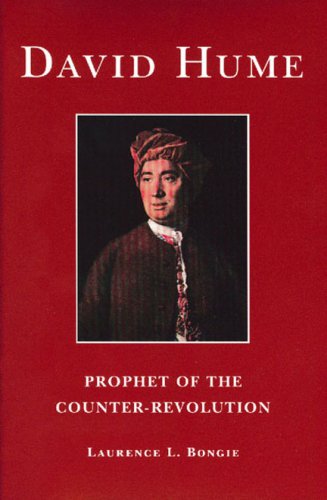 DAVID HUME
PROPHET OF THE
COUNTER-REVOLUTION
LAURENCE L. BONGIE